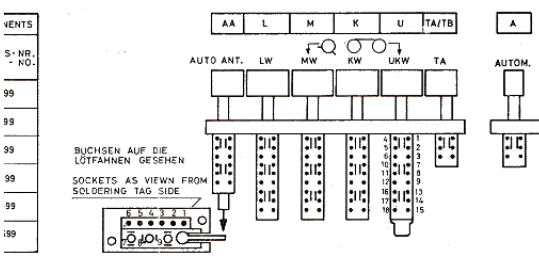 NENTS
S-NR.
- NO.
99
99
99
99
99
599
AA L M K U TA/TB A
AUTO ANT. LW MW KW UKW TA AUTOM.
BUCHSEN AUF DIE
LÖTFAHNEN GESEHEN
SOCKETS AS VIEWN FROM
SOLDERING TAG SIDE
6 5 4 3 2 1
4 1
5 2
6 3
10 7
11 8
12 9
16 13
17 14
18 15